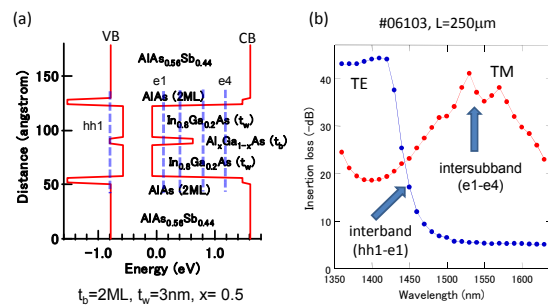 (a)
VB
CB
AlAs0.56Sb0.44
e1
e4
AlAs (2ML)
hh1
In0.8Ga0.2As (tw)
AlxGa1-xAs (tb)
In0.8Ga0.2As (tw)
AlAs (2ML)
AlAs0.56Sb0.44
Distance (angstrom)
150
100
50
0
-1.0
0.0
1.0
Energy (eV)
tb=2ML, tw=3nm, x= 0.5
(b)
#06103, L=250μm
TE
TM
intersubband
(e1-e4)
interband
(hh1-e1)
Insertion loss (-dB)
50
40
30
20
10
0
1350
1400
1450
1500
1550
1600
Wavelength (nm)